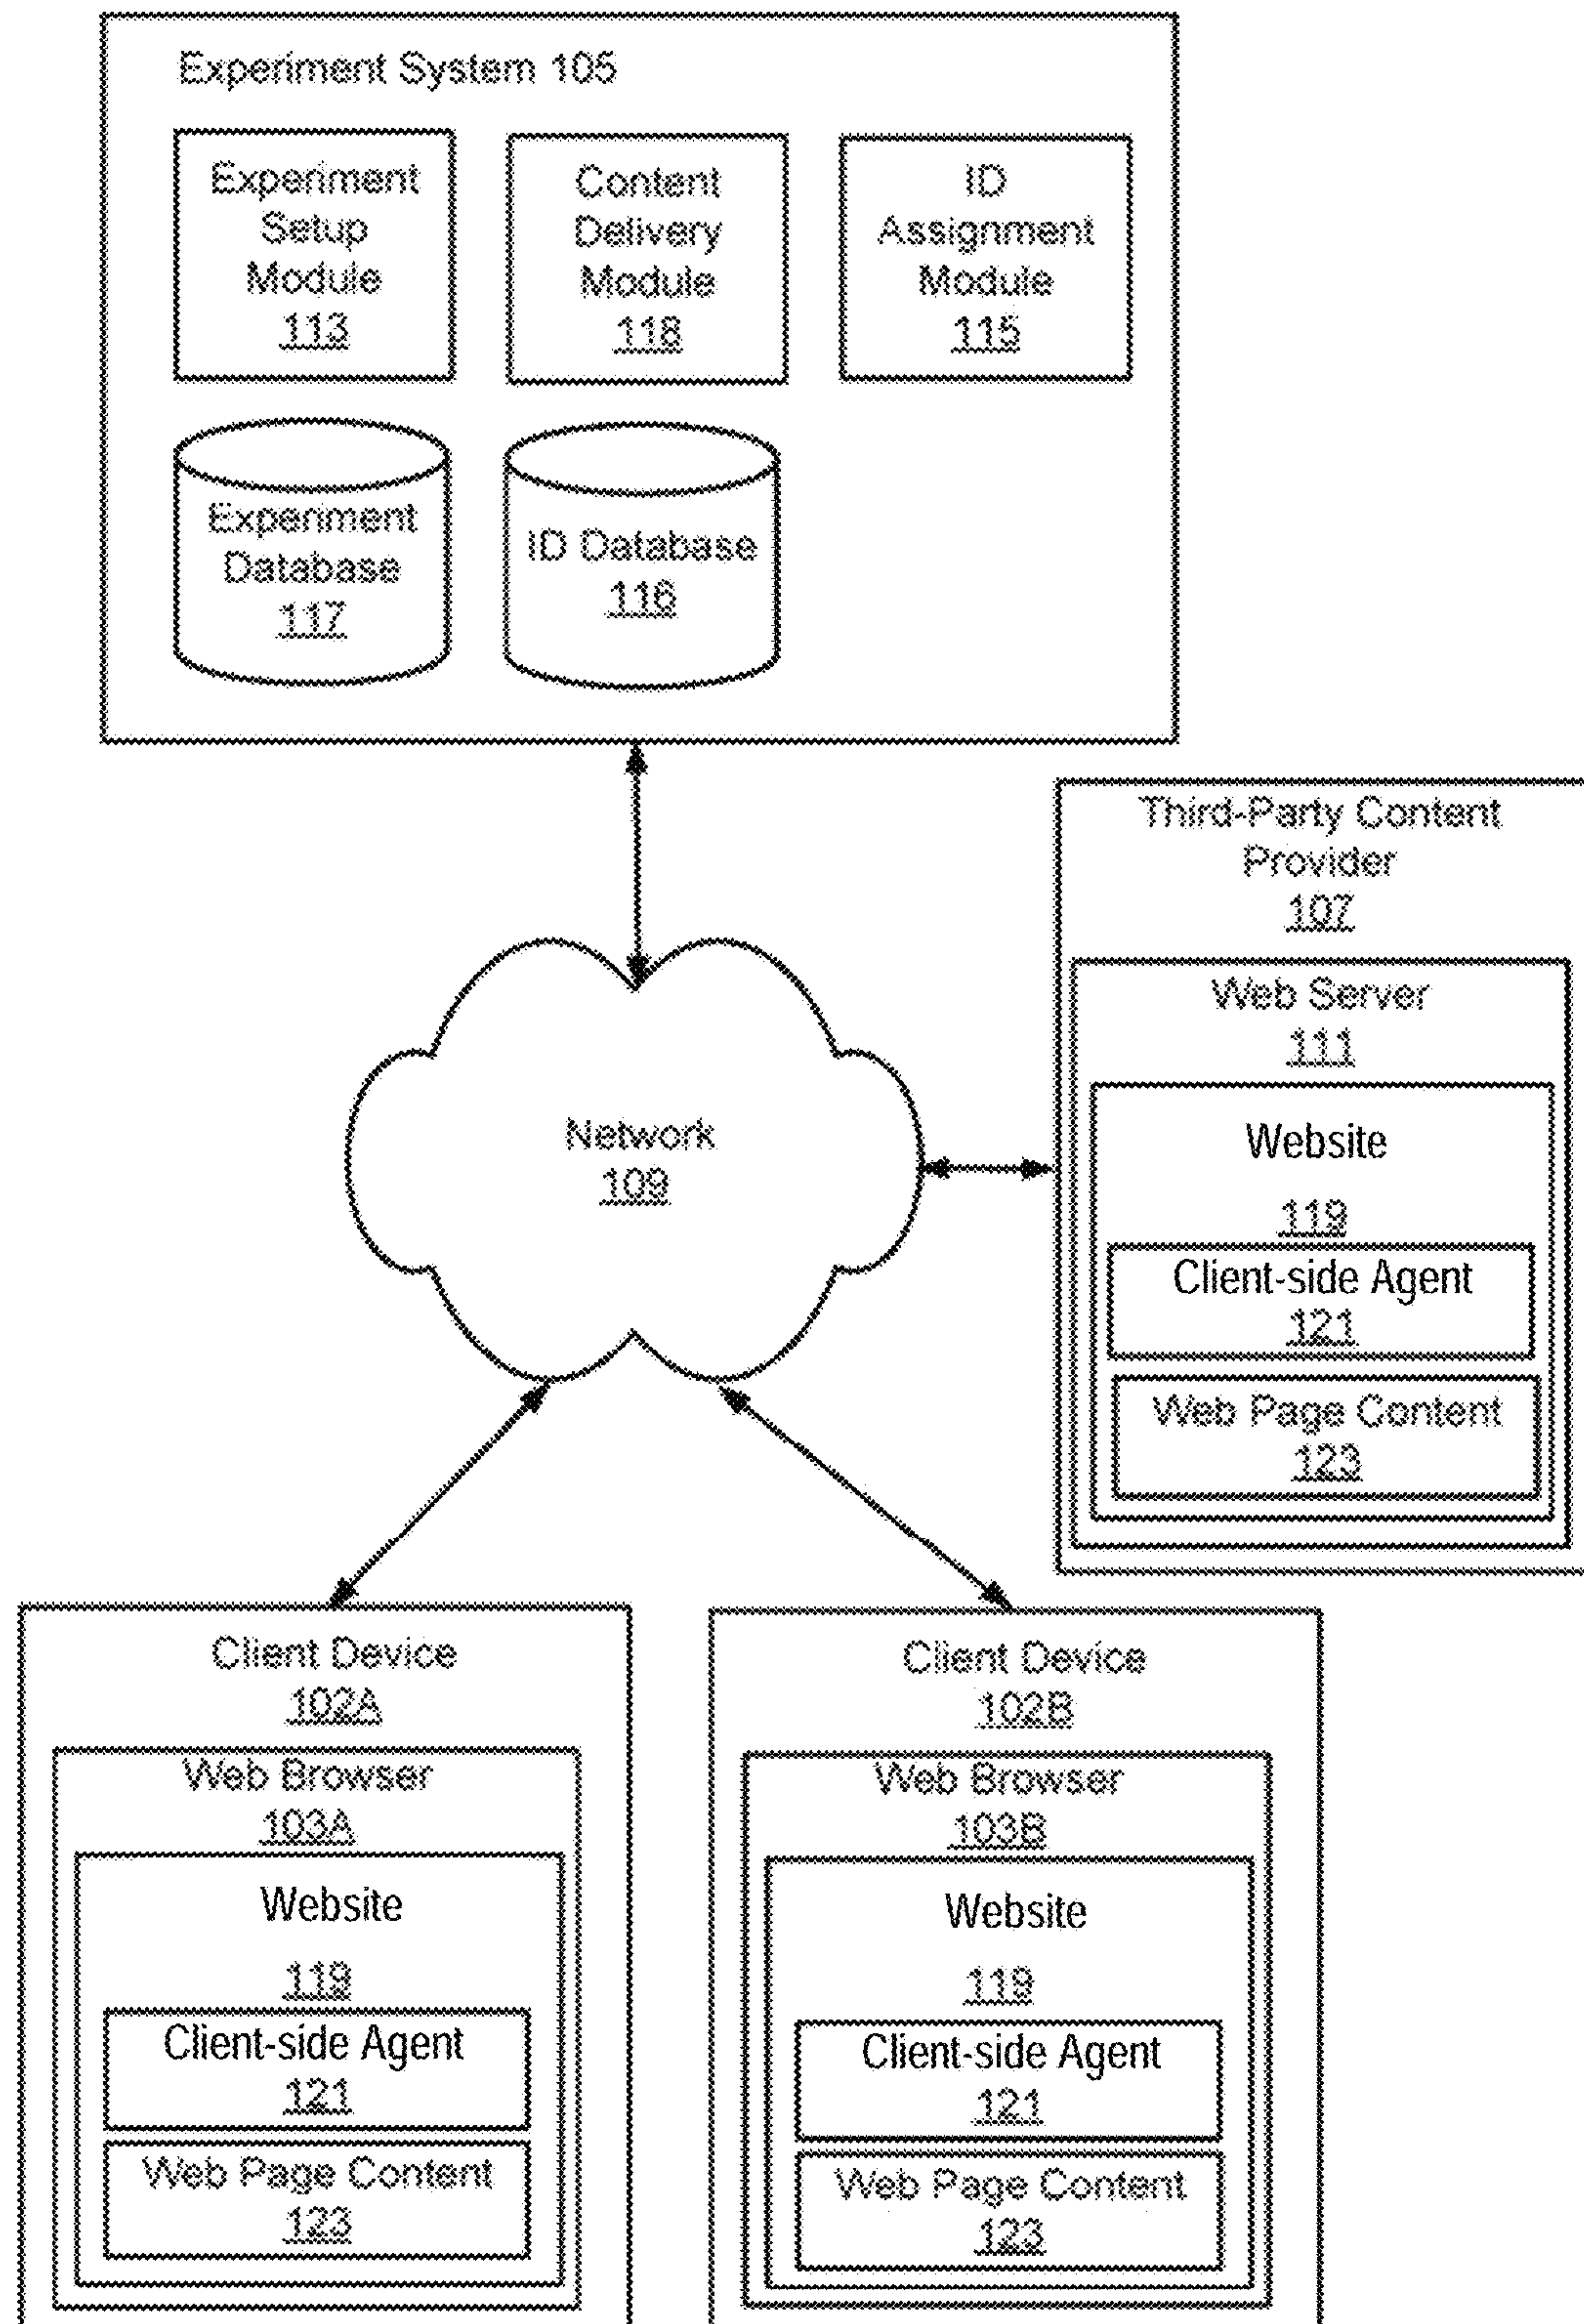 Experiment System 105
Experiment
Setup
Module
113
Content
Delivery
Module
118
ID
Assignment
Module
115
Experiment
Database
117
ID Database
116
Third-Party Content
Provider
107
Web Server
111
Website
119
Client-side Agent
121
Web Page Content
123
Network
109
Client Device
102A
Web Browser
103A
Website
119
Client-side Agent
121
Web Page Content
123
Client Device
102B
Web Browser
103B
Website
119
Client-side Agent
121
Web Page Content
123